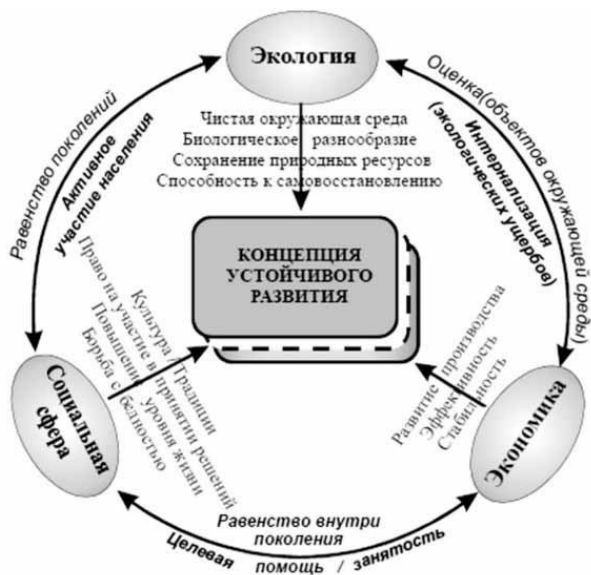 Экология
Равенство поколений
Активное
участие населения
Оценка(объектов окружающей среды)
Интернализация
(экологических ущербов)
Чистая окружающая среда
Биологическое разнообразие
Сохранение природных ресурсов
Способность к самовосстановлению
КОНЦЕПЦИЯ
УСТОЙЧИВОГО
РАЗВИТИЯ
Культура / Традиции
Право на участие в принятии решений
Повышение уровня жизни
Борьба с бедностью
Развитие производства
Эффективность
Стабильность
Социальная
сфера
Экономика
Равенство внутри
поколения
Целевая помощь / занятость